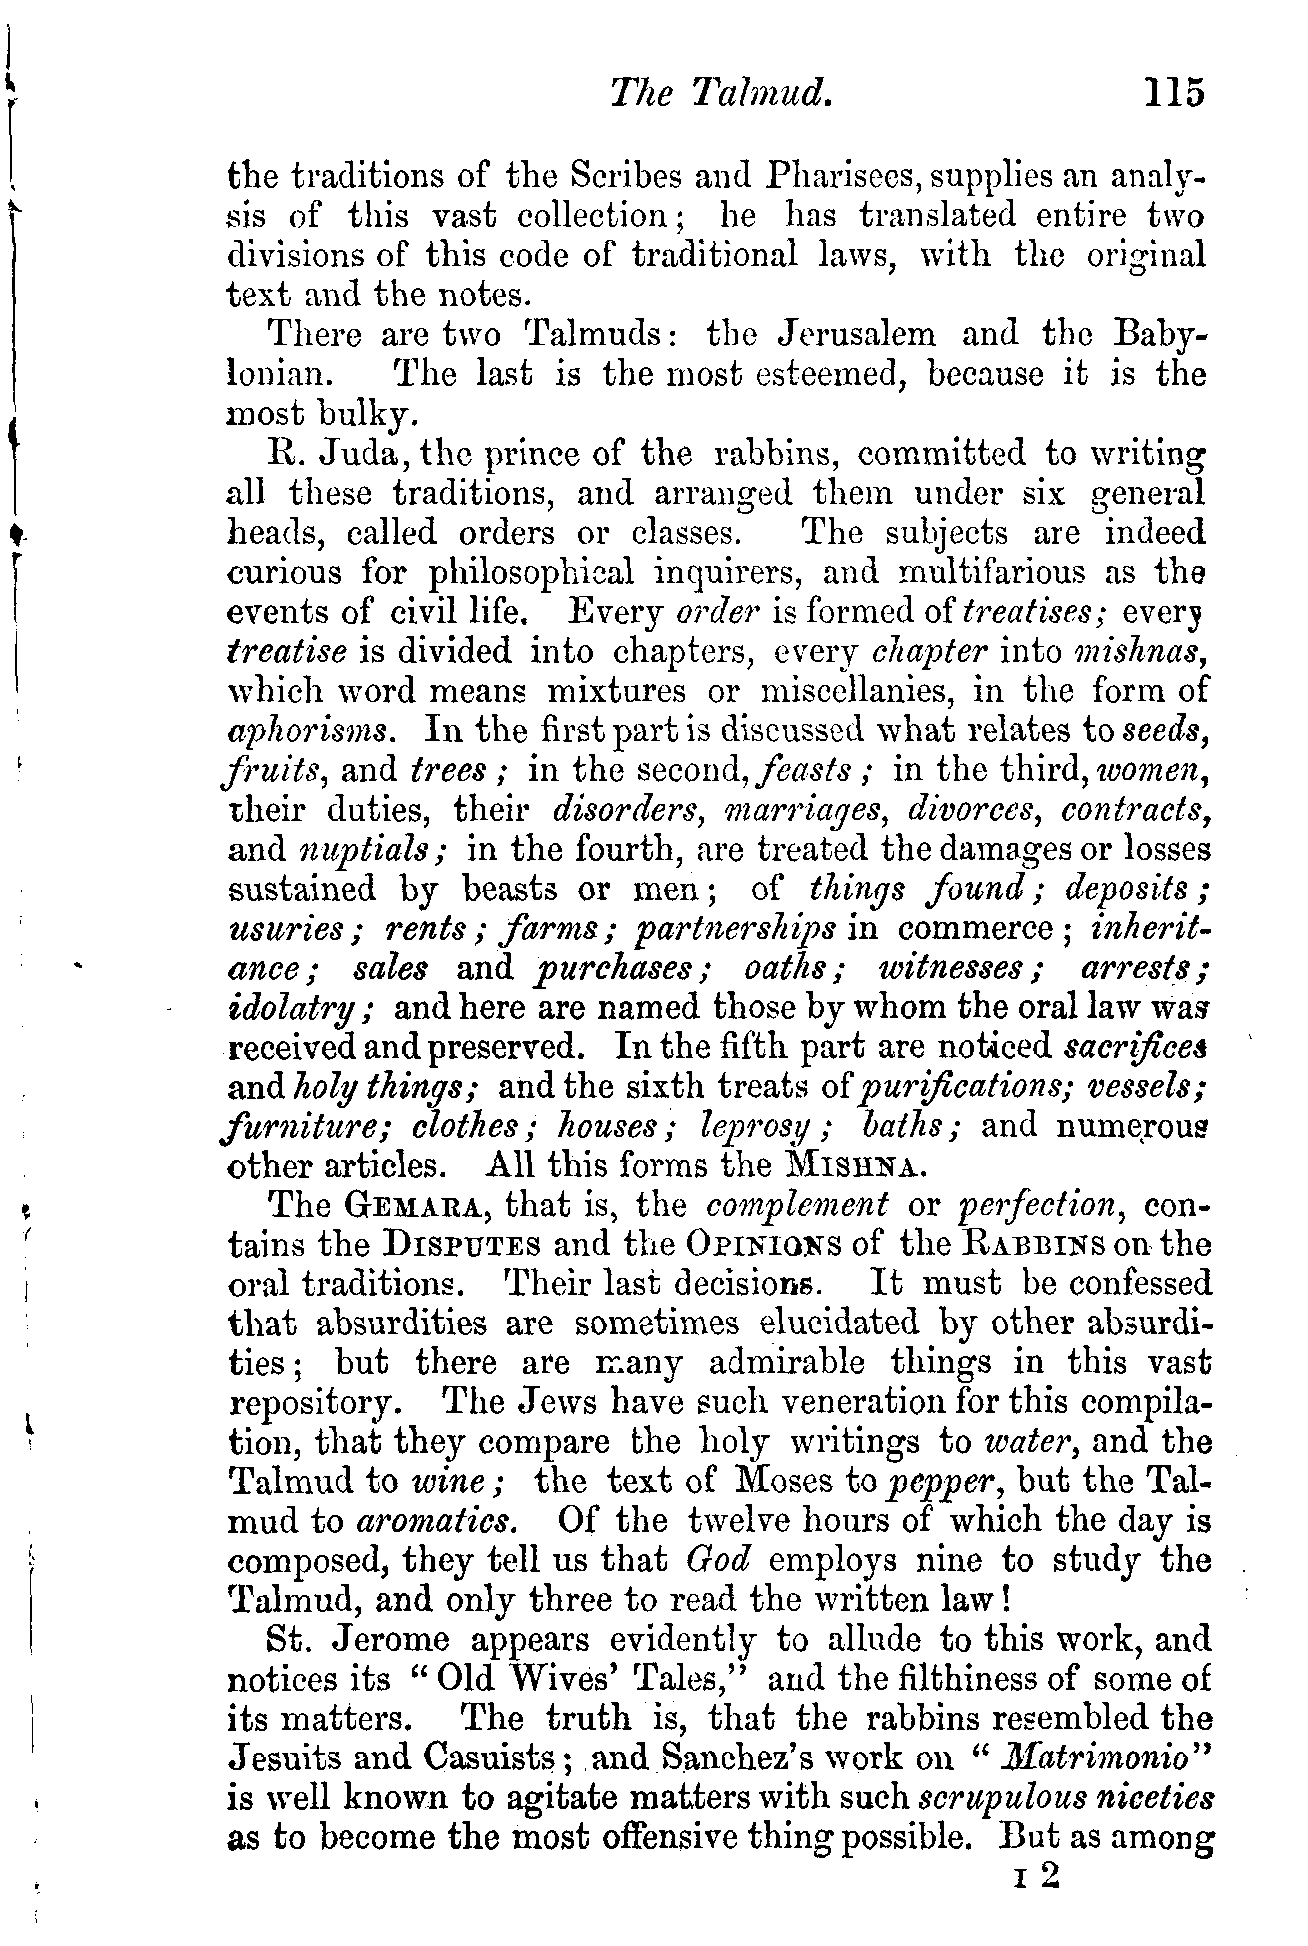 The Talmud. 115
the traditions of the Scribes and Pharisees, supplies an analy-
sis of this vast collection; he has translated entire two
divisions of this code of traditional laws, with the original
text and the notes.
There are two Talmuds: the Jerusalem and the Baby-
lonian. The last is the most esteemed, because it is the
most bulky.
R. Juda, the prince of the rabbins, committed to writing
all these traditions, and arranged them under six general
heads, called orders or classes. The subjects are indeed
curious for philosophical inquirers, and multifarious as the
events of civil life. Every order is formed of treatises; every
treatise is divided into chapters, every chapter into mishnas,
which word means mixtures or miscellanies, in the form of
aphorisms. In the first part is discussed what relates to seeds,
fruits, and trees; in the second, feasts; in the third, women,
their duties, their disorders, marriages, divorces, contracts,
and nuptials; in the fourth, are treated the damages or losses
sustained by beasts or men; of things found; deposits;
usuries; rents; farms; partnerships in commerce; inherit-
ance; sales and purchases; oaths; witnesses; arrests;
idolatry; and here are named those by whom the oral law was
received and preserved. In the fifth part are noticed sacrifices
and holy things; and the sixth treats of purifications; vessels;
furniture; clothes; houses; leprosy; baths; and numerous
other articles. All this forms the MISHNA.
The GEMARA, that is, the complement or perfection, con-
tains the DISPUTES and the OPINIONS of the RABBINS on the
oral traditions. Their last decisions. It must be confessed
that absurdities are sometimes elucidated by other absurdi-
ties; but there are many admirable things in this vast
repository. The Jews have such veneration for this compila-
tion, that they compare the holy writings to water, and the
Talmud to wine; the text of Moses to pepper, but the Tal-
mud to aromatics. Of the twelve hours of which the day is
composed, they tell us that God employs nine to study the
Talmud, and only three to read the written law!
St. Jerome appears evidently to allude to this work, and
notices its "Old Wives' Tales," and the filthiness of some of
its matters. The truth is, that the rabbins resembled the
Jesuits and Casuists; and Sanchez's work on "Matrimonio"
is well known to agitate matters with such scrupulous niceties
as to become the most offensive thing possible. But as among
I 2